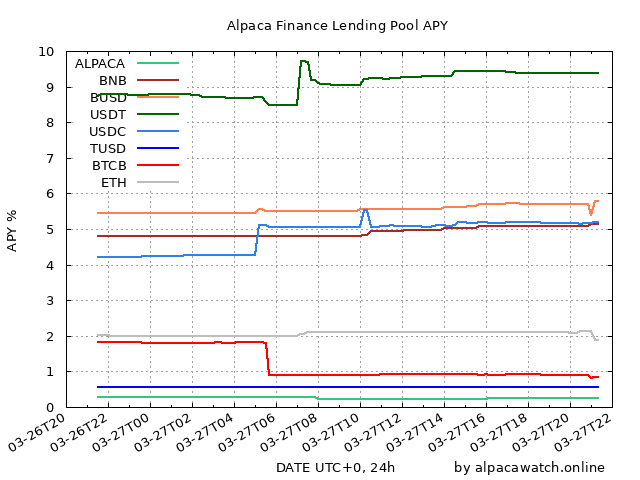 Alpaca Finance Lending Pool APY
10
9
8
7
6
5
4
3
2
1
0
APY %
ALPACA
BNB
BUSD
USDT
USDC
TUSD
BTCB
ETH
03-26T20
03-26T22
03-27T00
03-27T02
03-27T04
03-27T06
03-27T08
03-27T10
03-27T12
03-27T14
03-27T16
03-27T18
03-27T20
03-27T22
DATE UTC+0, 24h
by alpacawatch.online